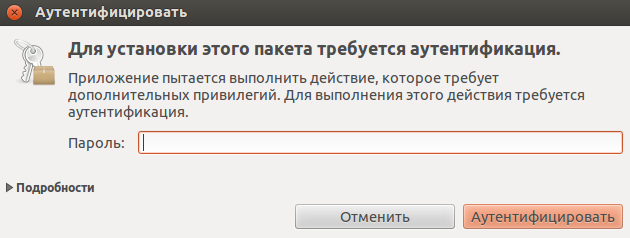 Аутентифицировать
Для установки этого пакета требуется аутентификация.
Приложение пытается выполнить действие, которое требует
дополнительных привилегий. Для выполнения этого действия требуется
аутентификация.
Пароль:
Подробности
Отменить
Аутентифицировать